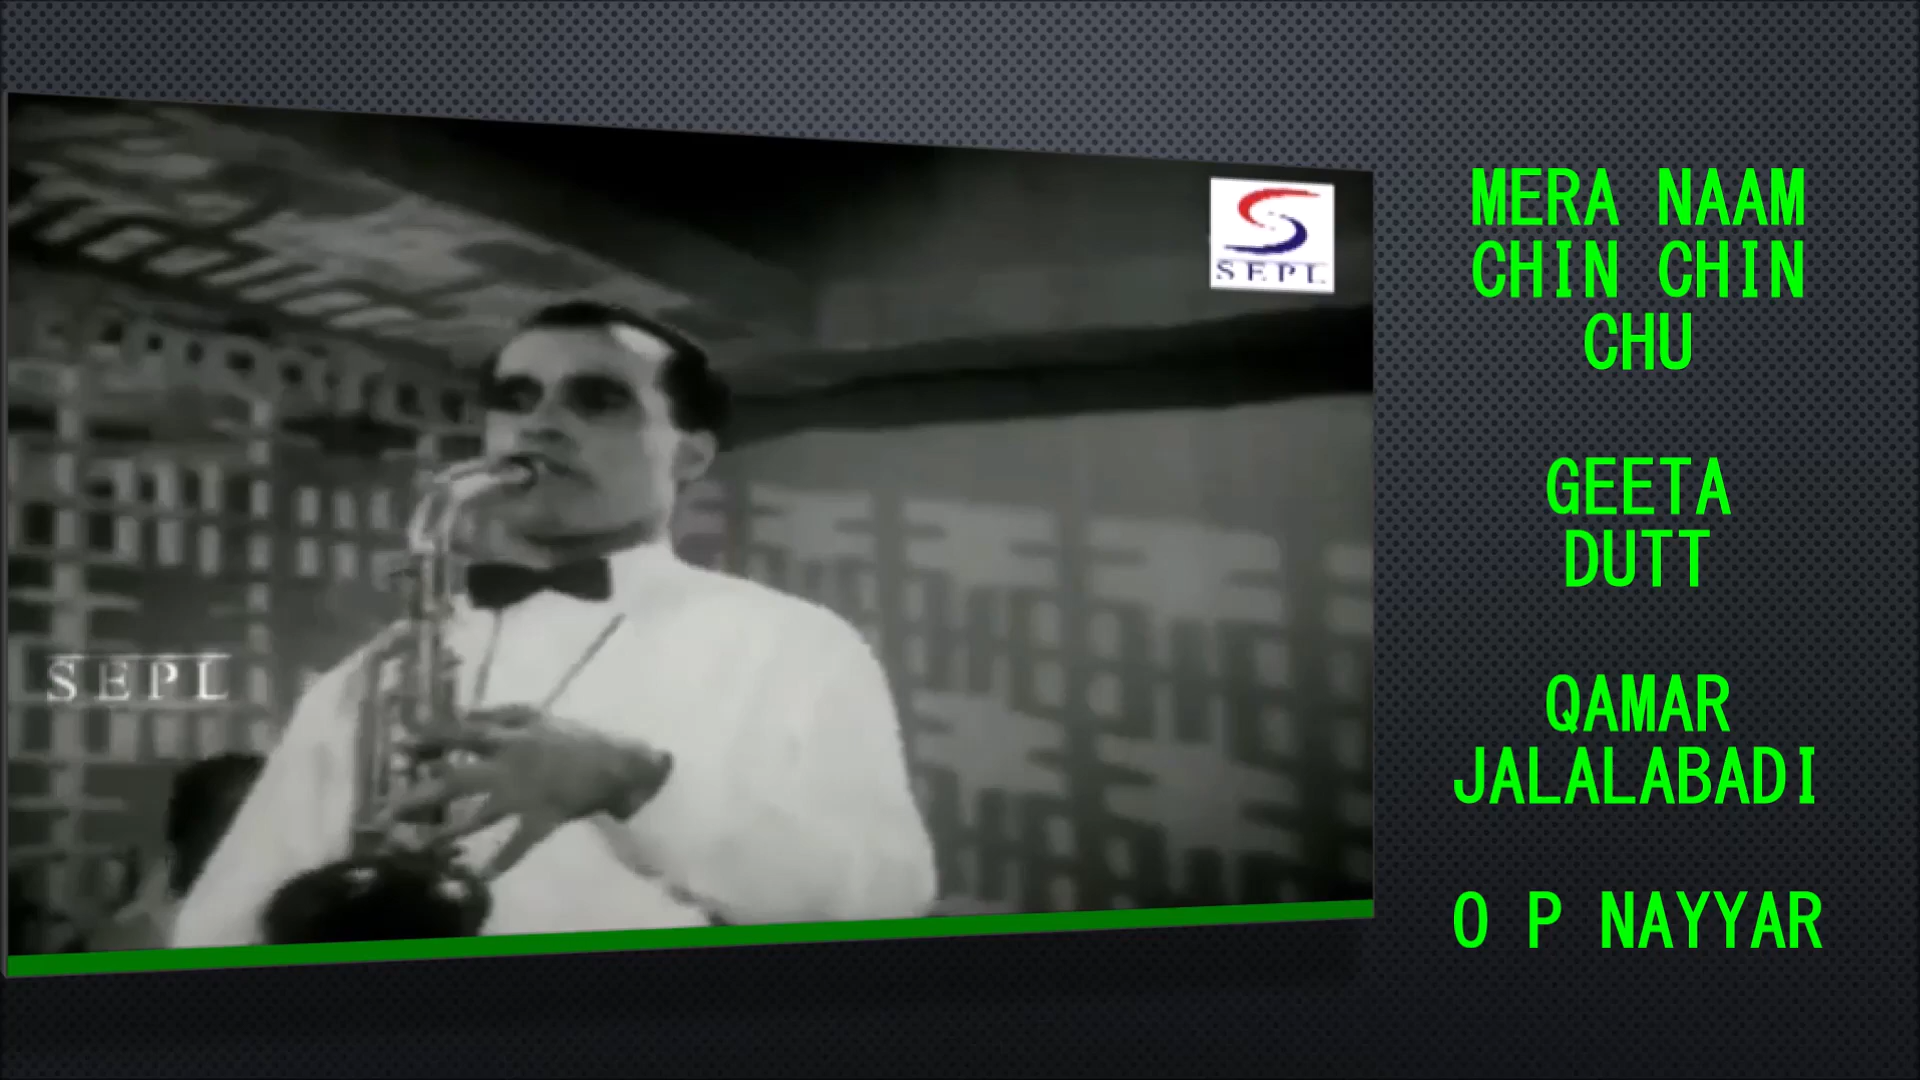 SEPL
SEPL
MERA NAAM
CHIN CHIN
CHU
GEETA
DUTT
QAMAR
JALALABADI
O P NAYYAR